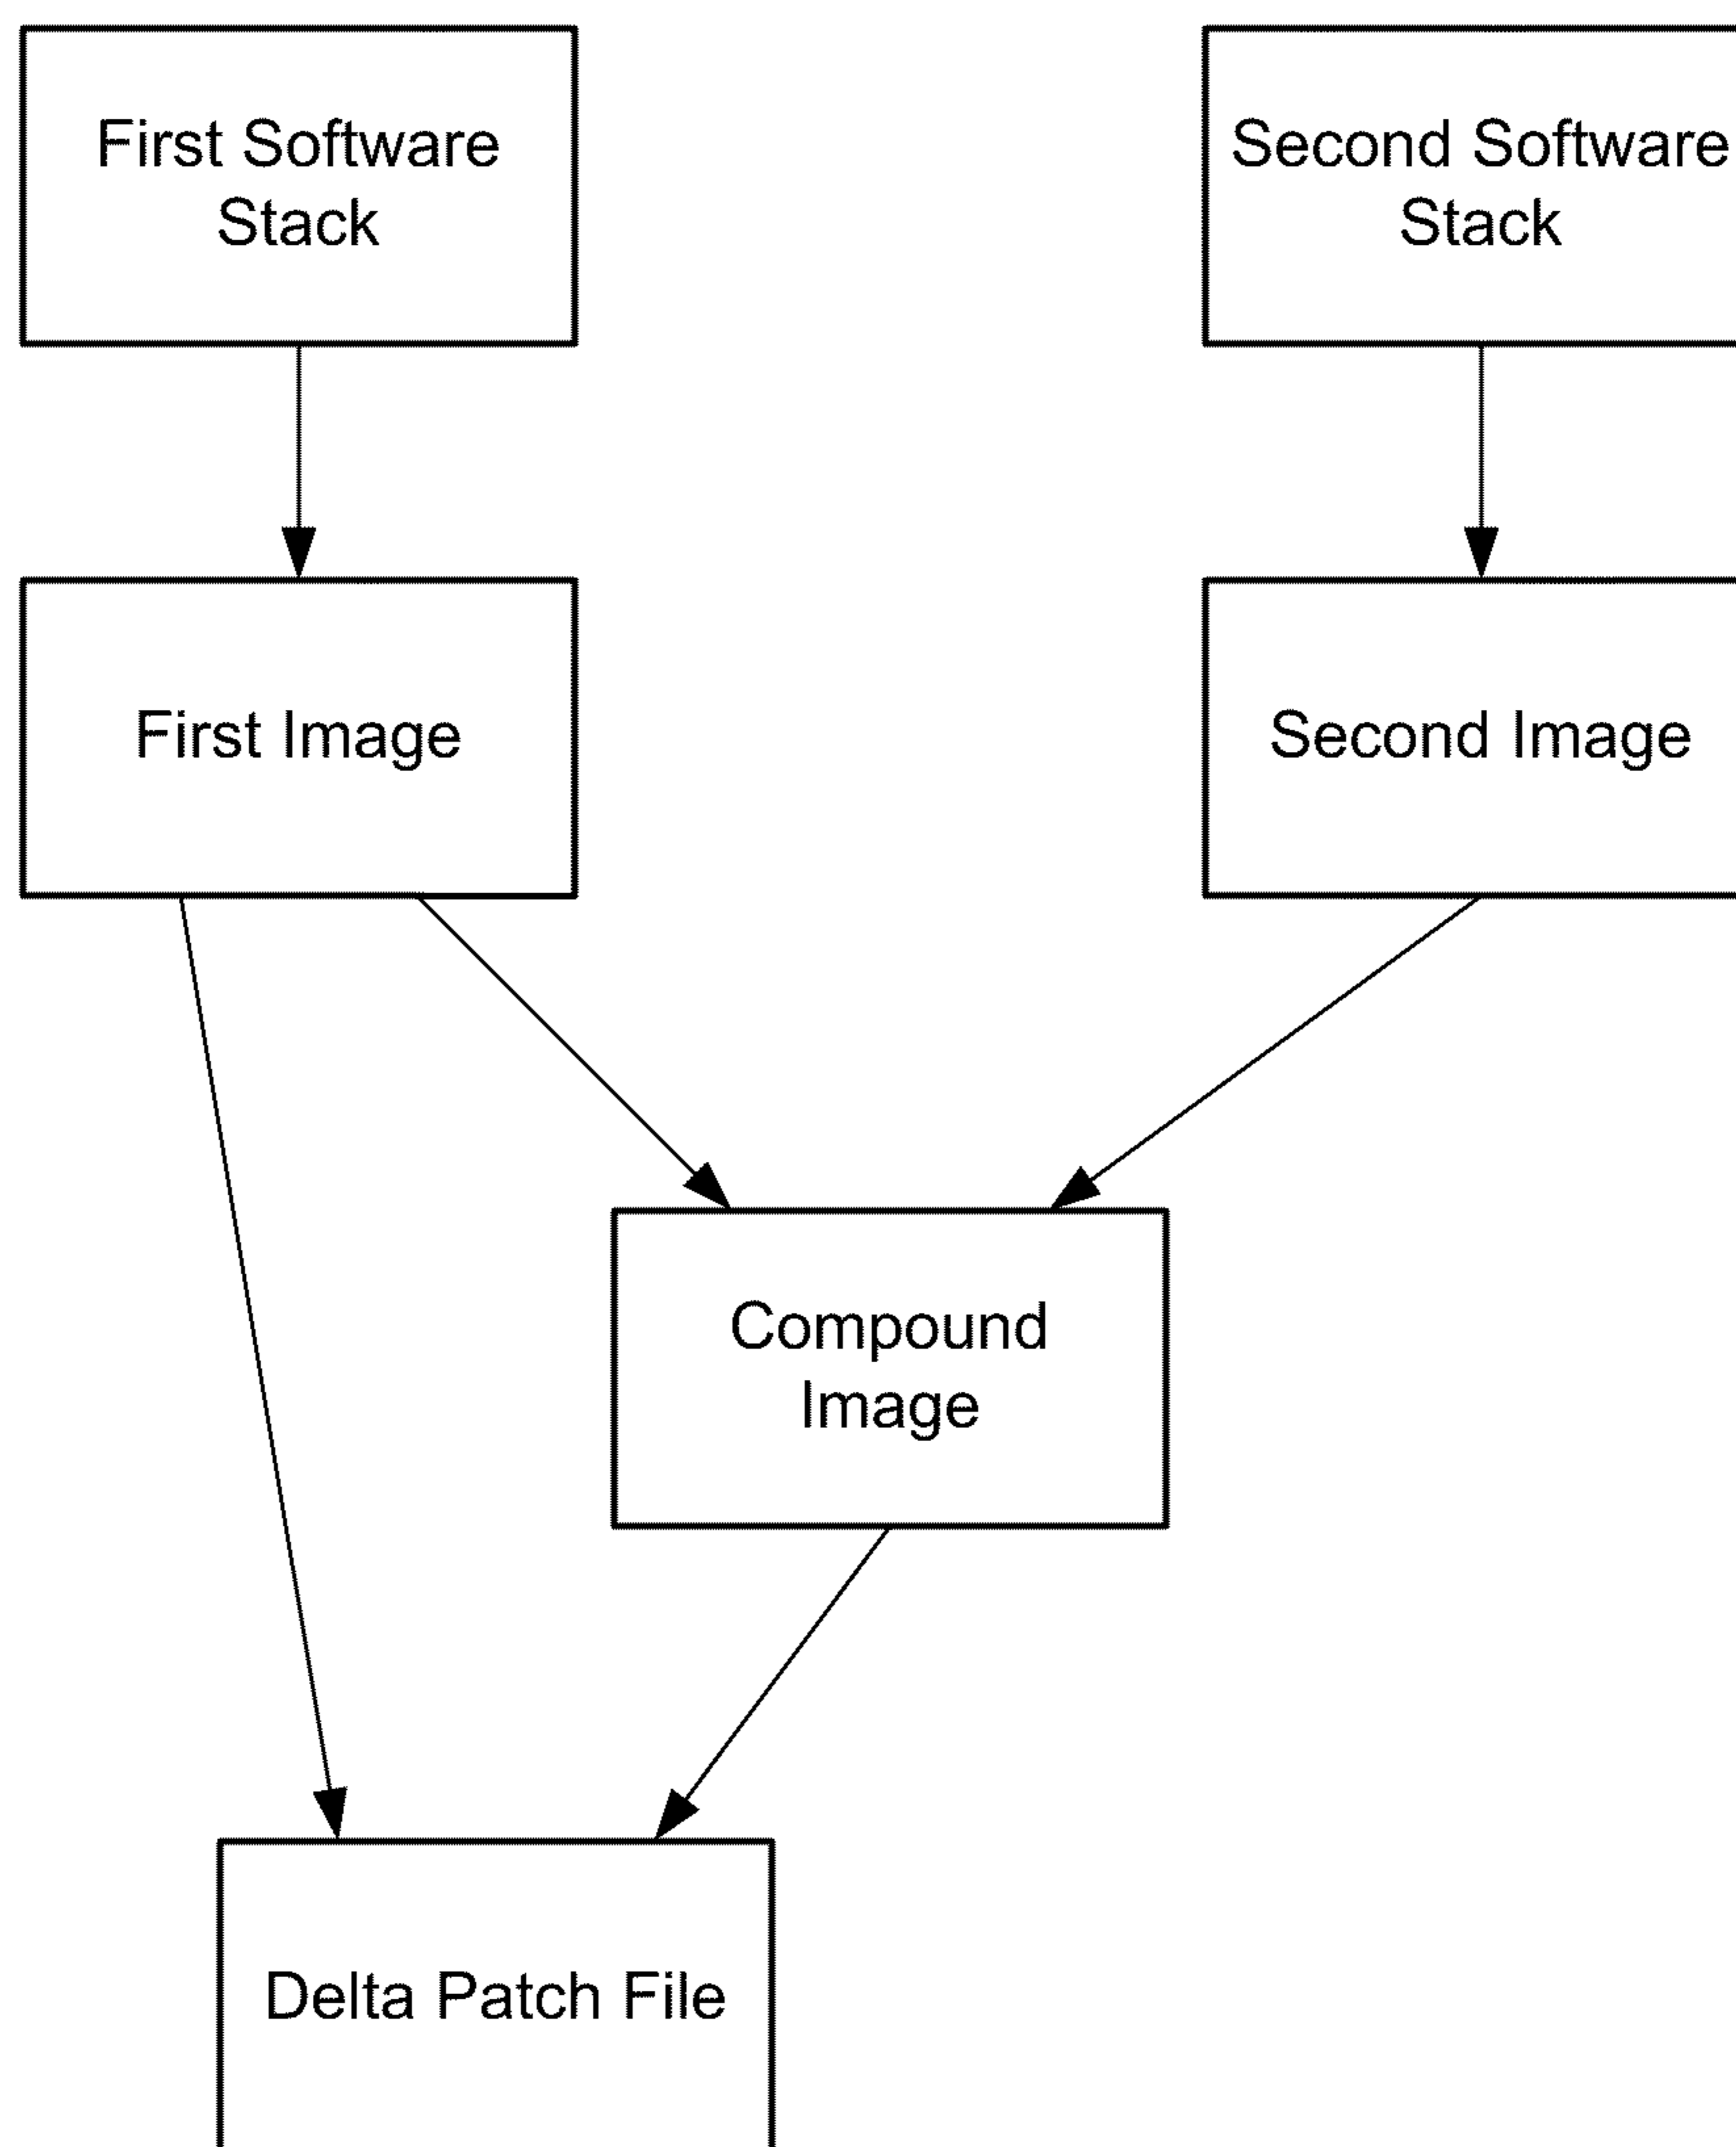 First Software
Stack
Second Software
Stack
First Image
Second Image
Compound
Image
Delta Patch File